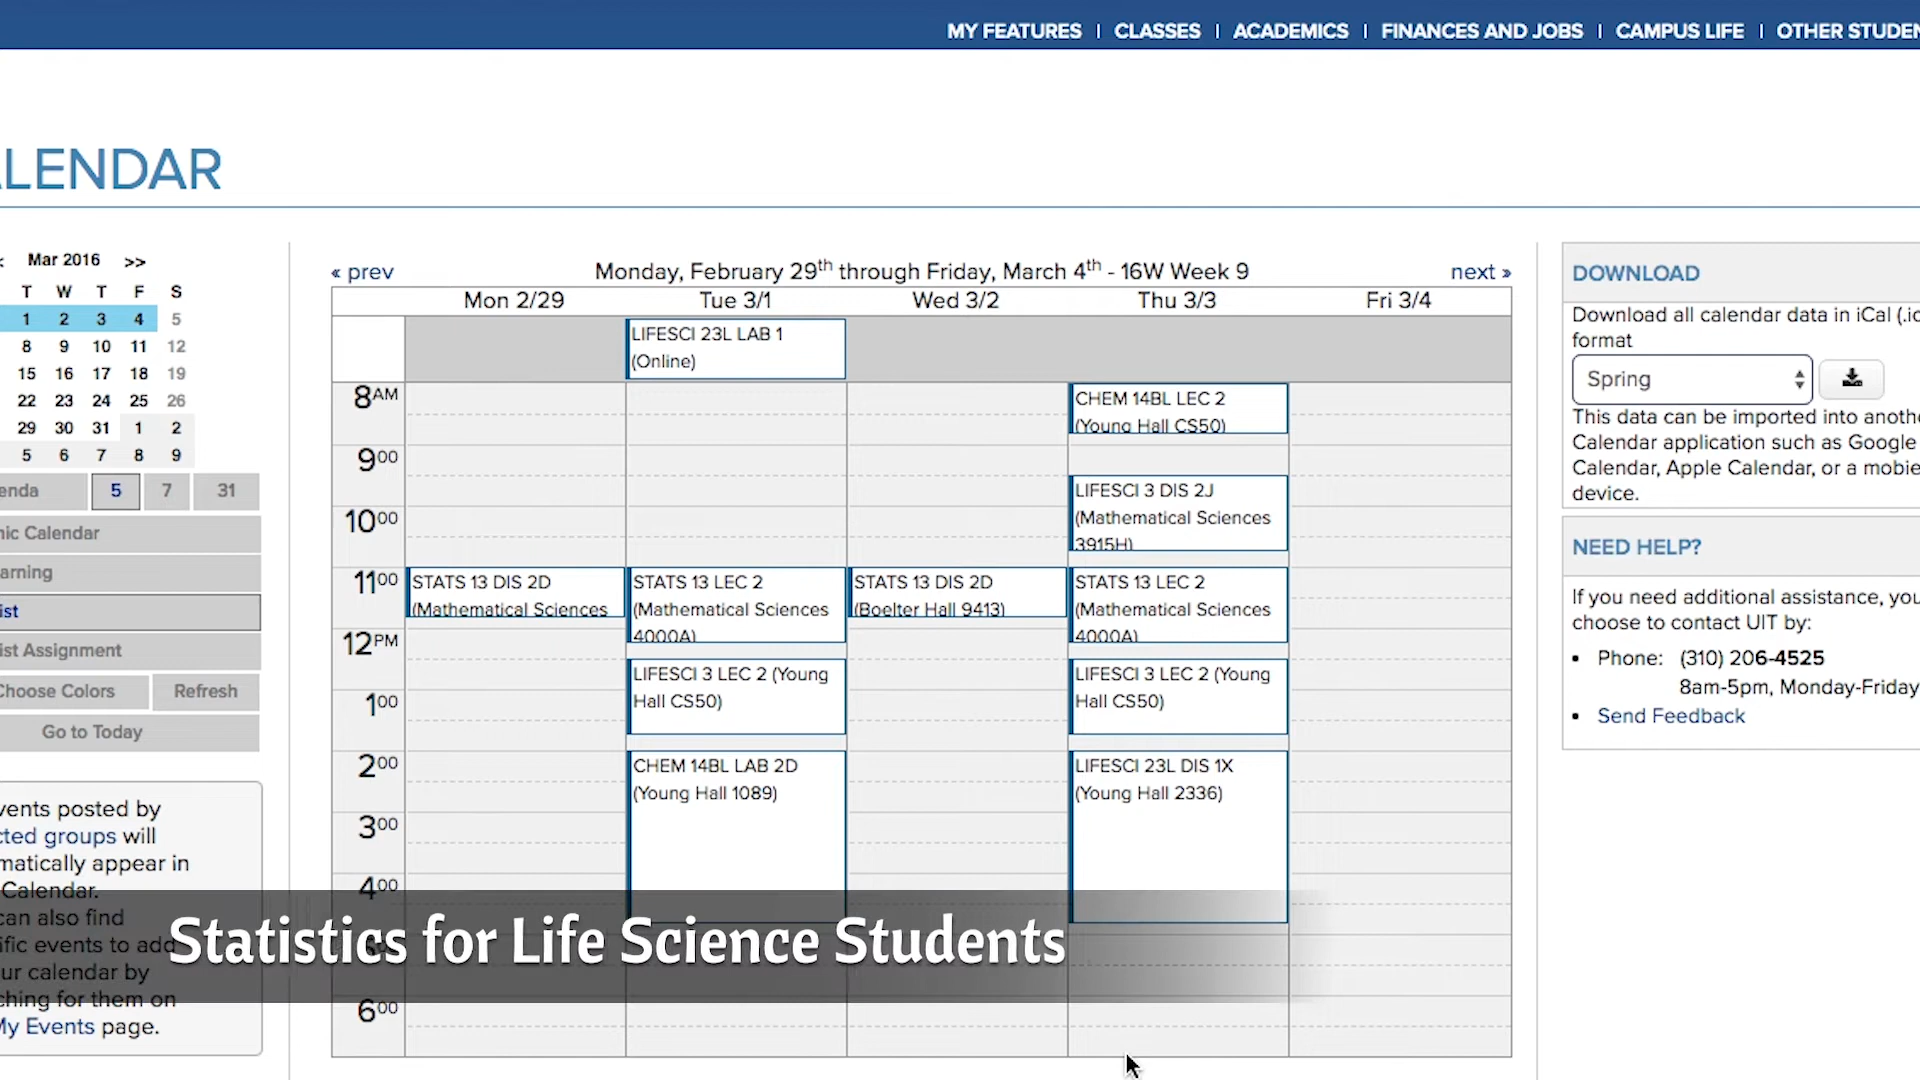 MY FEATURES | CLASSES | ACADEMICS | FINANCES AND JOBS | CAMPUS LIFE | OTHER STUDEN
LENDAR
Mar 2016 >>
T W T F S
1 2 3 4 5
8 9 10 11 12
15 16 17 18 19
22 23 24 25 26
29 30 31 1 2
5 6 7 8 9
enda 5 7 31
nic Calendar
arning
ist
ist Assignment
Choose Colors Refresh
Go to Today
vents posted by
cted groups will
matically appear in
Calendar.
can also find
ific events to add
ur calendar by
ching for them on
My Events page.
« prev
Monday, February 29th through Friday, March 4th - 16W Week 9
next »
Mon 2/29 Tue 3/1 Wed 3/2 Thu 3/3 Fri 3/4
LIFESCI 23L LAB 1
(Online)
8AM
CHEM 14BL LEC 2
(Young Hall CS50)
900
LIFESCI 3 DIS 2J
(Mathematical Sciences
3915H)
1000
1100
STATS 13 DIS 2D
(Mathematical Sciences
STATS 13 LEC 2
(Mathematical Sciences
4000A)
STATS 13 DIS 2D
(Boelter Hall 9413)
STATS 13 LEC 2
(Mathematical Sciences
4000A)
12PM
LIFESCI 3 LEC 2 (Young
Hall CS50)
LIFESCI 3 LEC 2 (Young
Hall CS50)
100
200
CHEM 14BL LAB 2D
(Young Hall 1089)
LIFESCI 23L DIS 1X
(Young Hall 2336)
300
400
600
Statistics for Life Science Students
DOWNLOAD
Download all calendar data in iCal (.ic
format
Spring
This data can be imported into anothe
Calendar application such as Google
Calendar, Apple Calendar, or a mobile
device.
NEED HELP?
If you need additional assistance, you
choose to contact UIT by:
• Phone: (310) 206-4525
8am-5pm, Monday-Friday
• Send Feedback